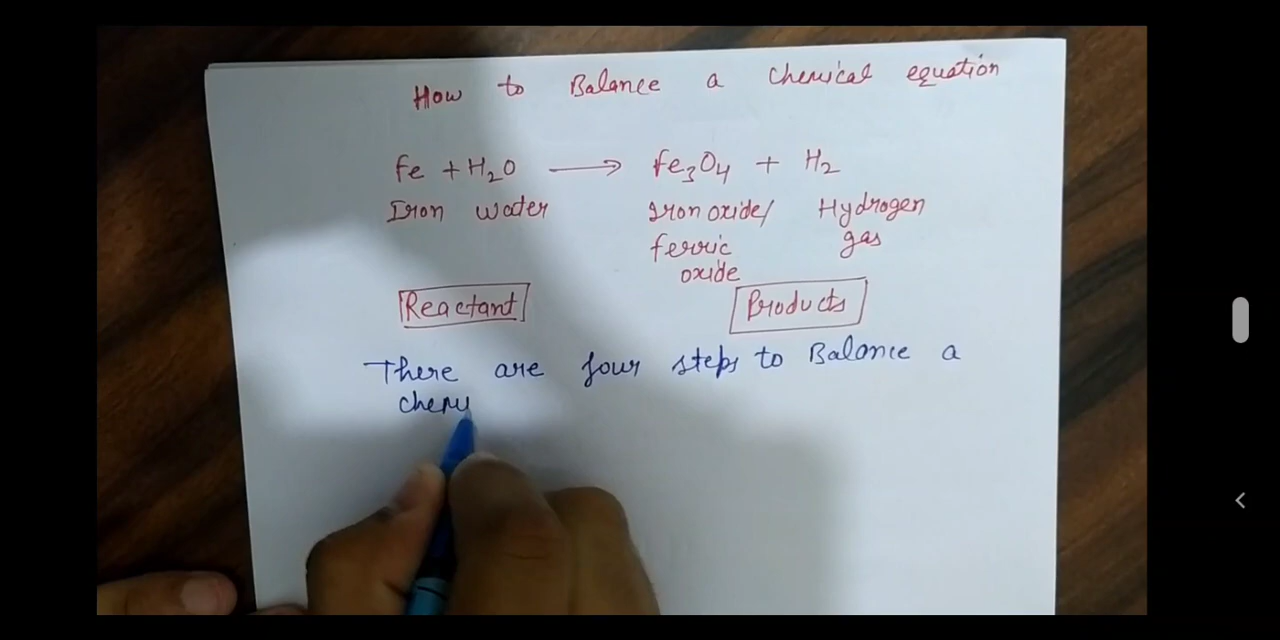 How to Balance a chemical equation
Fe + H₂O ⟶ Fe₃O₄ + H₂
Iron water Iron oxide/ Hydrogen
ferric gas
oxide
Reactant Products
There are four steps to Balance a
chem